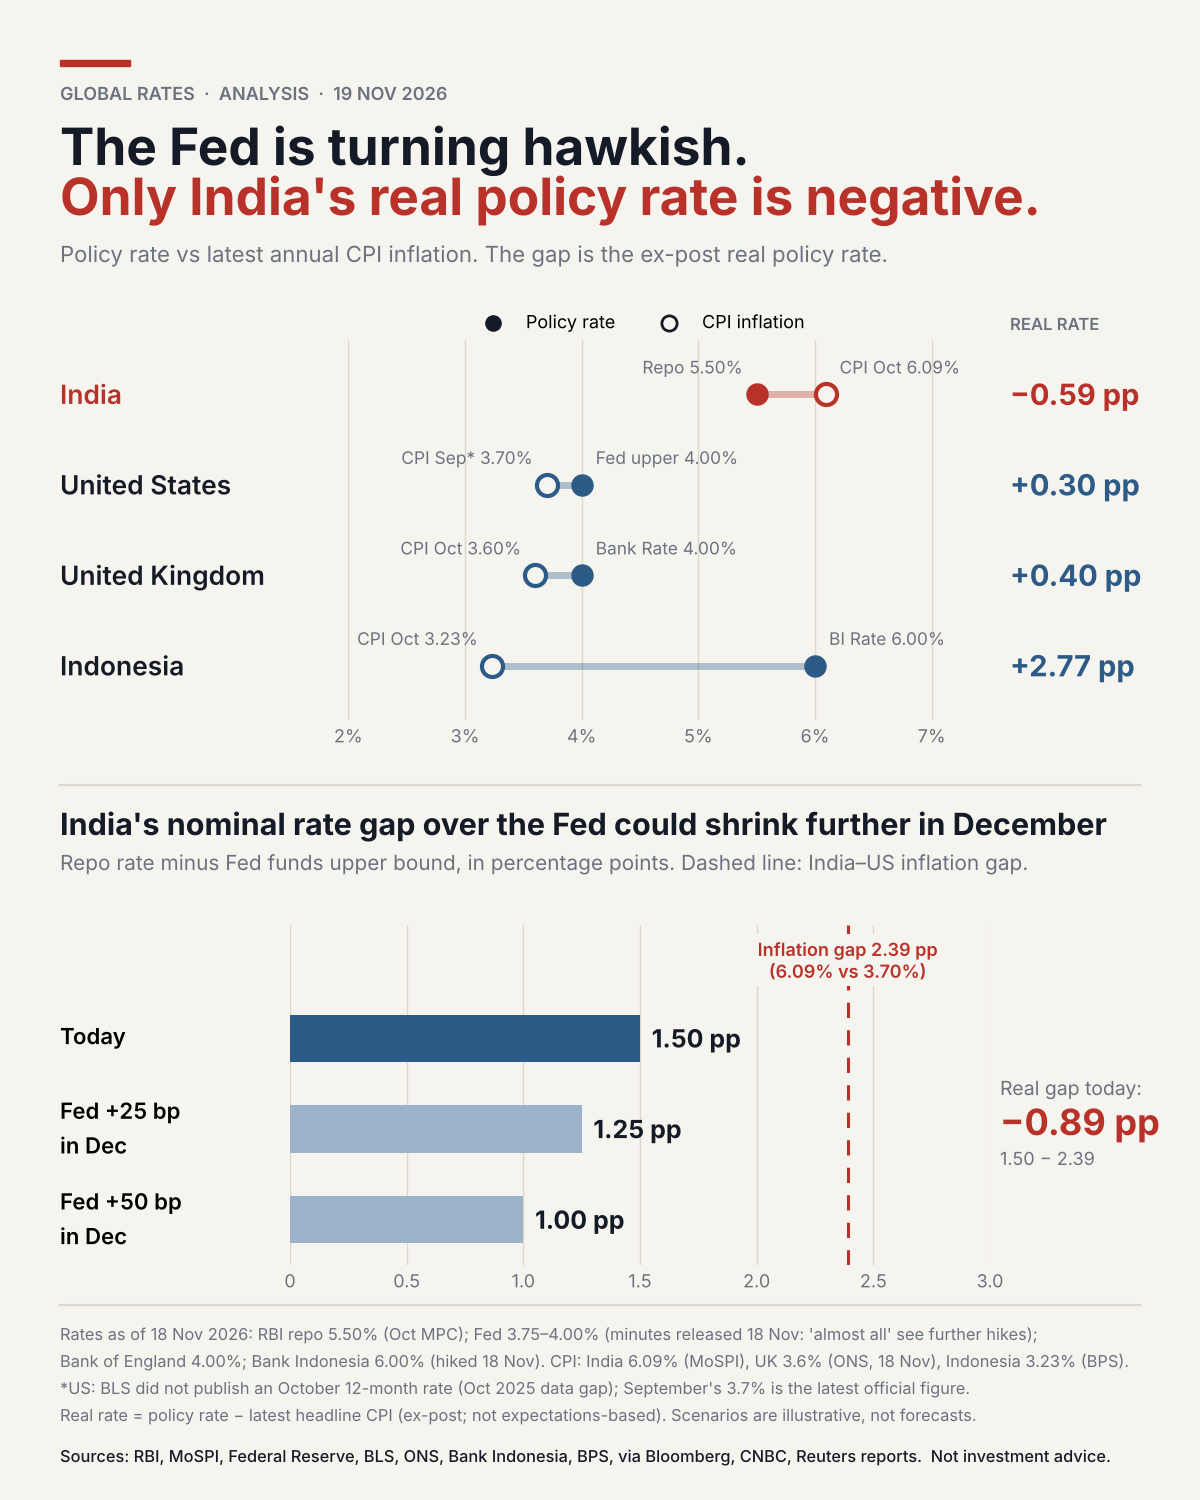 GLOBAL RATES · ANALYSIS · 19 NOV 2026
The Fed is turning hawkish.
Only India's real policy rate is negative.
Policy rate vs latest annual CPI inflation. The gap is the ex-post real policy rate.
Policy rate
CPI inflation
REAL RATE
Repo 5.50%
CPI Oct 6.09%
India
−0.59 pp
CPI Sep* 3.70%
Fed upper 4.00%
United States
+0.30 pp
CPI Oct 3.60%
Bank Rate 4.00%
United Kingdom
+0.40 pp
CPI Oct 3.23%
BI Rate 6.00%
Indonesia
+2.77 pp
2% 3% 4% 5% 6% 7%
India's nominal rate gap over the Fed could shrink further in December
Repo rate minus Fed funds upper bound, in percentage points. Dashed line: India–US inflation gap.
Inflation gap 2.39 pp
(6.09% vs 3.70%)
Today
1.50 pp
Fed +25 bp
in Dec
1.25 pp
Real gap today:
−0.89 pp
1.50 − 2.39
Fed +50 bp
in Dec
1.00 pp
0 0.5 1.0 1.5 2.0 2.5 3.0
Rates as of 18 Nov 2026: RBI repo 5.50% (Oct MPC); Fed 3.75–4.00% (minutes released 18 Nov: 'almost all' see further hikes);
Bank of England 4.00%; Bank Indonesia 6.00% (hiked 18 Nov). CPI: India 6.09% (MoSPI), UK 3.6% (ONS, 18 Nov), Indonesia 3.23% (BPS).
*US: BLS did not publish an October 12-month rate (Oct 2025 data gap); September's 3.7% is the latest official figure.
Real rate = policy rate − latest headline CPI (ex-post; not expectations-based). Scenarios are illustrative, not forecasts.
Sources: RBI, MoSPI, Federal Reserve, BLS, ONS, Bank Indonesia, BPS, via Bloomberg, CNBC, Reuters reports. Not investment advice.